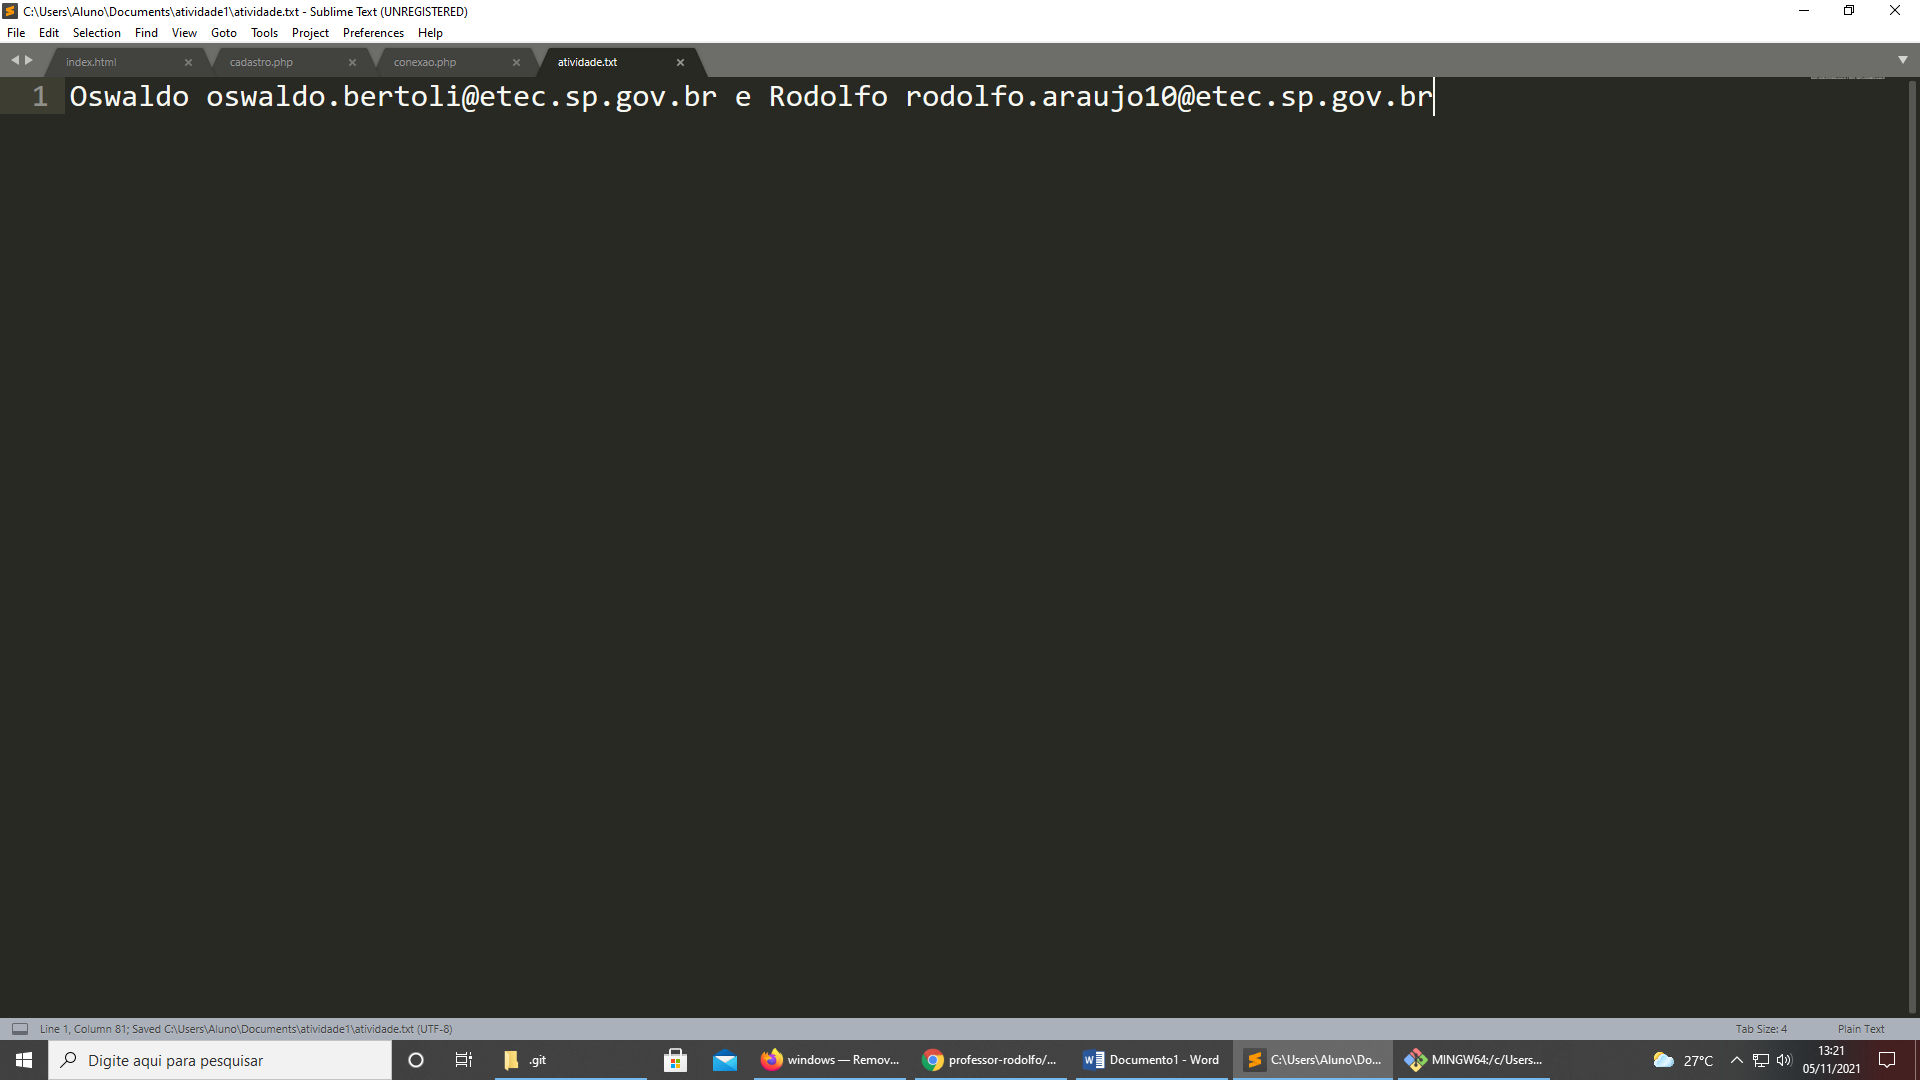 C:\Users\Aluno\Documents\atividade1\atividade.txt - Sublime Text (UNREGISTERED)
File Edit Selection Find View Goto Tools Project Preferences Help
index.html cadastro.php conexao.php atividade.txt
1 Oswaldo oswaldo.bertoli@etec.sp.gov.br e Rodolfo rodolfo.araujo10@etec.sp.gov.br
Line 1, Column 81; Saved C:\Users\Aluno\Documents\atividade1\atividade.txt (UTF-8) Tab Size: 4 Plain Text
Digite aqui para pesquisar .git windows — Remov... professor-rodolfo/... Documento1 - Word C:\Users\Aluno\Do... MINGW64:/c/Users... 27°C 13:21
05/11/2021